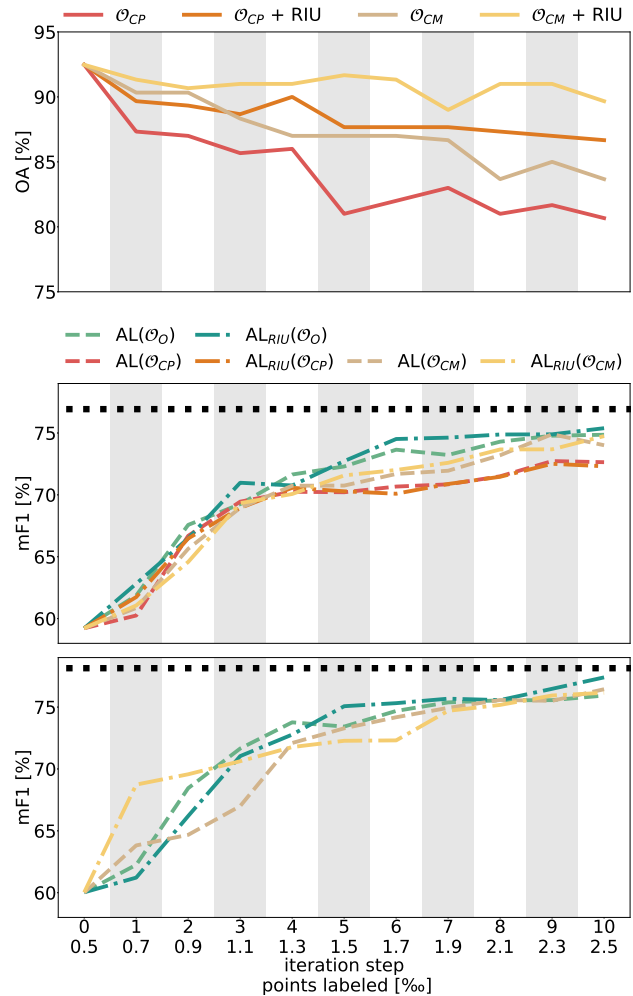 𝒪CP 𝒪CP + RIU 𝒪CM 𝒪CM + RIU
95
90
85
80
75
OA [%]
AL(𝒪O) ALRIU(𝒪O)
AL(𝒪CP) ALRIU(𝒪CP) AL(𝒪CM) ALRIU(𝒪CM)
75
70
65
60
mF1 [%]
75
70
65
60
mF1 [%]
0 1 2 3 4 5 6 7 8 9 10
0.5 0.7 0.9 1.1 1.3 1.5 1.7 1.9 2.1 2.3 2.5
iteration step
points labeled [‰]